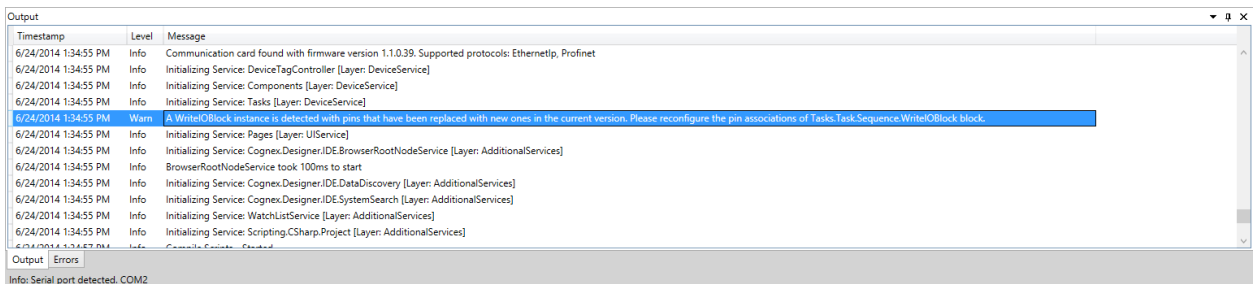 Output
Timestamp Level Message
6/24/2014 1:34:55 PM Info Communication card found with firmware version 1.1.0.39. Supported protocols: EthernetIp, Profinet
6/24/2014 1:34:55 PM Info Initializing Service: DeviceTagController [Layer: DeviceService]
6/24/2014 1:34:55 PM Info Initializing Service: Components [Layer: DeviceService]
6/24/2014 1:34:55 PM Info Initializing Service: Tasks [Layer: DeviceService]
6/24/2014 1:34:55 PM Warn A WriteIOBlock instance is detected with pins that have been replaced with new ones in the current version. Please reconfigure the pin associations of Tasks.Task.Sequence.WriteIOBlock block.
6/24/2014 1:34:55 PM Info Initializing Service: Pages [Layer: UIService]
6/24/2014 1:34:55 PM Info Initializing Service: Cognex.Designer.IDE.BrowserRootNodeService [Layer: AdditionalServices]
6/24/2014 1:34:55 PM Info BrowserRootNodeService took 100ms to start
6/24/2014 1:34:55 PM Info Initializing Service: Cognex.Designer.IDE.DataDiscovery [Layer: AdditionalServices]
6/24/2014 1:34:55 PM Info Initializing Service: Cognex.Designer.IDE.SystemSearch [Layer: AdditionalServices]
6/24/2014 1:34:55 PM Info Initializing Service: WatchListService [Layer: AdditionalServices]
6/24/2014 1:34:55 PM Info Initializing Service: Scripting.CSharp.Project [Layer: AdditionalServices]
6/24/2014 1:34:57 PM Info Compile Scripts - Started
Output Errors
Info: Serial port detected. COM2